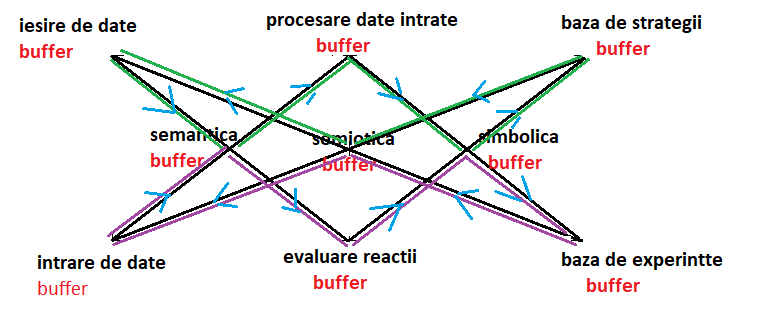 iesire de date
buffer
procesare date intrate
buffer
baza de strategii
buffer
semantica
buffer
semiotica
buffer
simbolica
buffer
intrare de date
buffer
evaluare reactii
buffer
baza de experintte
buffer